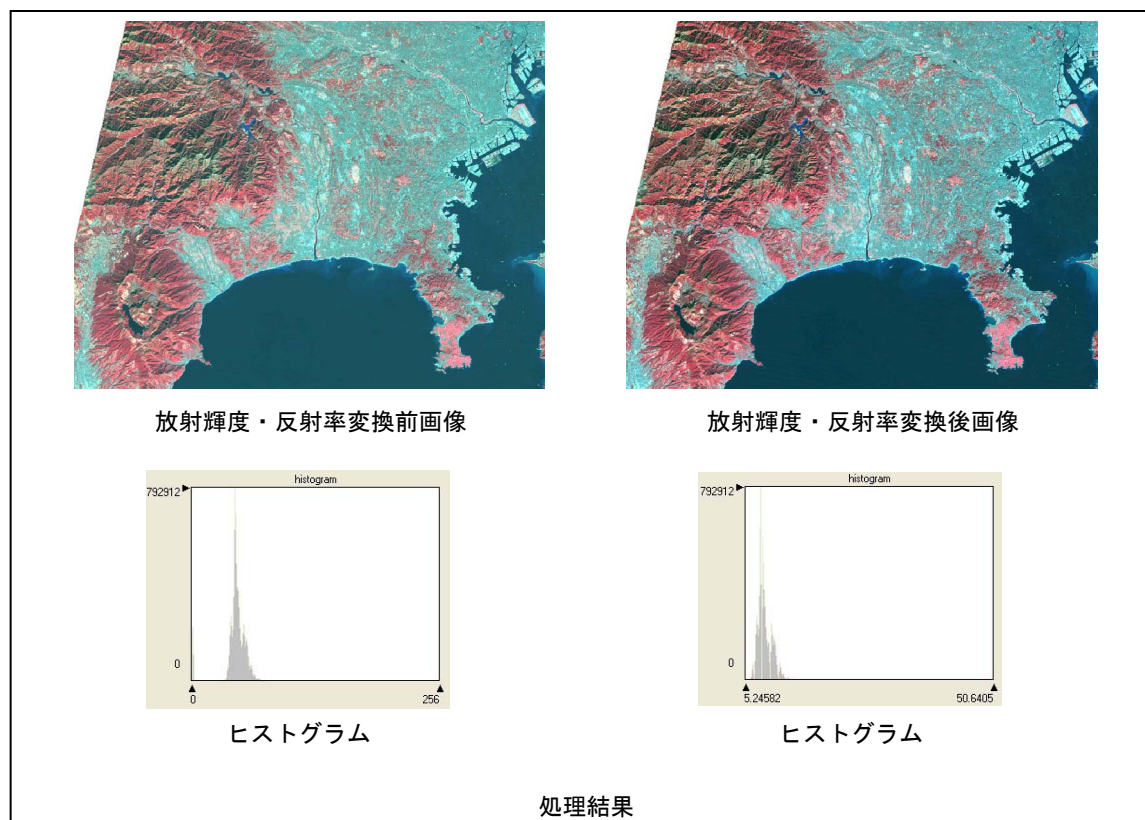 放射輝度・反射率変換前画像
放射輝度・反射率変換後画像
histogram
792912
0
0
256
ヒストグラム
histogram
792912
0
5.24582
50.6405
ヒストグラム
処理結果